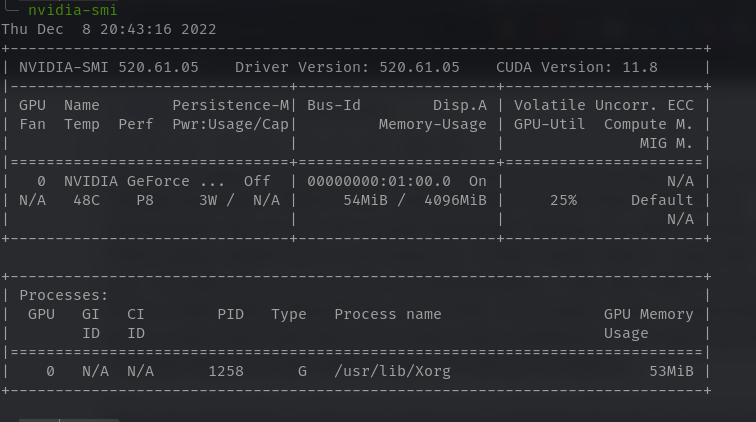 ╰─ nvidia-smi
Thu Dec  8 20:43:16 2022
+-----------------------------------------------------------------------------+
| NVIDIA-SMI 520.61.05    Driver Version: 520.61.05    CUDA Version: 11.8     |
|-------------------------------+----------------------+----------------------+
| GPU  Name        Persistence-M| Bus-Id        Disp.A | Volatile Uncorr. ECC |
| Fan  Temp  Perf  Pwr:Usage/Cap|         Memory-Usage | GPU-Util  Compute M. |
|                               |                      |               MIG M. |
|===============================+======================+======================|
|   0  NVIDIA GeForce ...  Off  | 00000000:01:00.0  On |                  N/A |
| N/A   48C    P8     3W /  N/A |     54MiB /  4096MiB |     25%      Default |
|                               |                      |                  N/A |
+-------------------------------+----------------------+----------------------+

+-----------------------------------------------------------------------------+
| Processes:                                                                  |
|  GPU   GI   CI        PID   Type   Process name                  GPU Memory |
|        ID   ID                                                   Usage      |
|=============================================================================|
|    0   N/A  N/A      1258      G   /usr/lib/Xorg                      53MiB |
+-----------------------------------------------------------------------------+